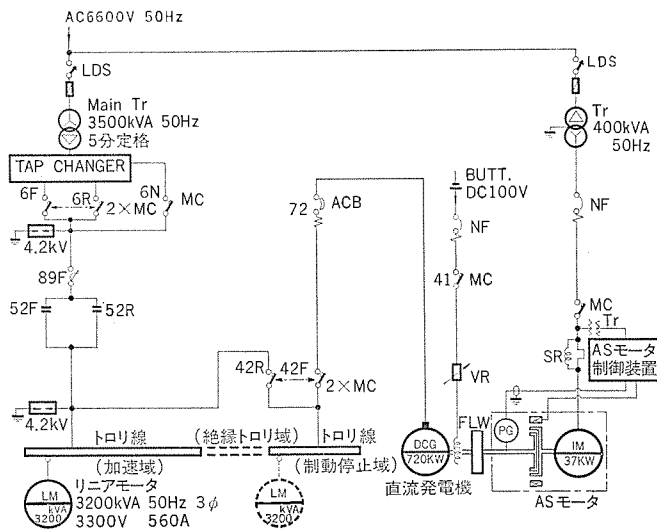 AC6600V 50Hz
LDS
Main Tr
3500kVA 50Hz
5分定格
TAP CHANGER
6F
6R
2×MC
6N
MC
4.2kV
89F
52F
52R
4.2kV
トロリ線
(加速域)
(絶縁トロリ域)
トロリ線
(制動停止域)
LM
kVA
3200
リニアモータ
3200kVA 50Hz 3φ
3300V 560A
LM
kVA
3200
72
ACB
42R
42F
2×MC
BUTT.
DC100V
NF
41
MC
VR
FLW
DCG
720KW
直流発電機
LDS
Tr
400kVA
50Hz
NF
MC
Tr
SR
ASモータ
制御装置
PG
IM
37KW
ASモータ